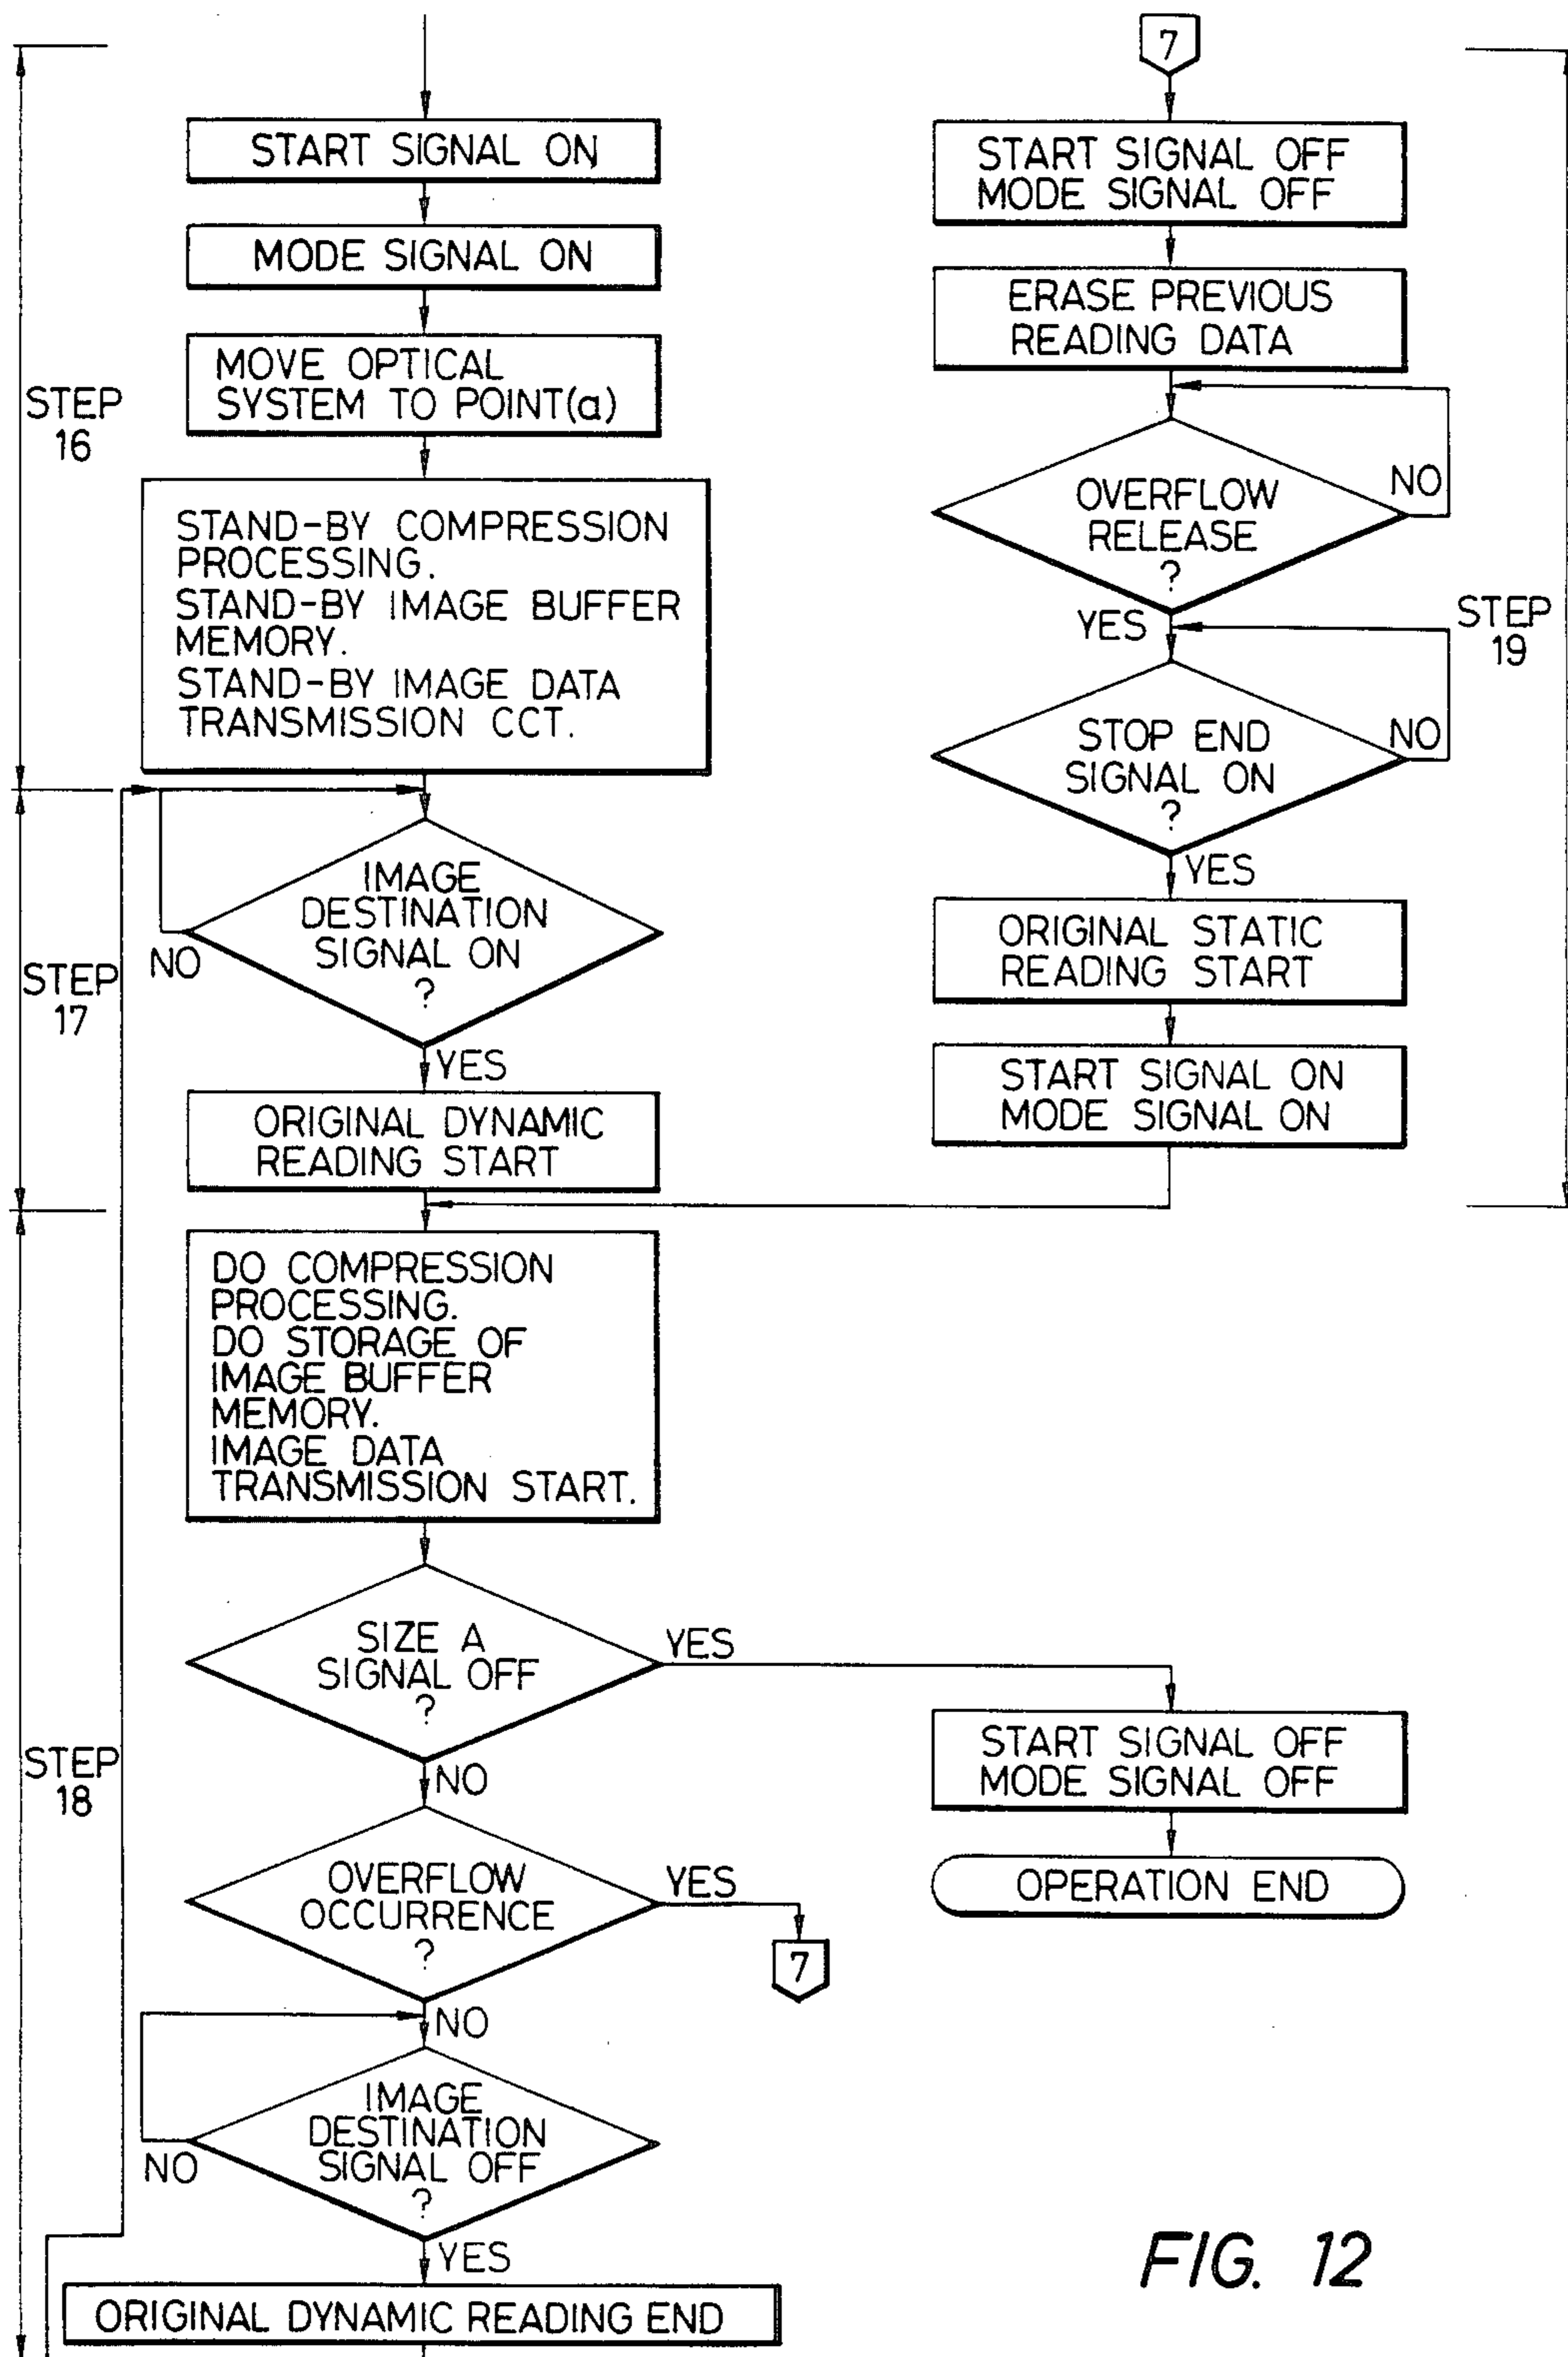 START SIGNAL ON
MODE SIGNAL ON
MOVE OPTICAL
SYSTEM TO POINT(a)
STEP
16
STAND-BY COMPRESSION
PROCESSING.
STAND-BY IMAGE BUFFER
MEMORY.
STAND-BY IMAGE DATA
TRANSMISSION CCT.
IMAGE
DESTINATION
SIGNAL ON
?
NO
STEP
17
YES
ORIGINAL DYNAMIC
READING START
DO COMPRESSION
PROCESSING.
DO STORAGE OF
IMAGE BUFFER
MEMORY.
IMAGE DATA
TRANSMISSION START.
SIZE A
SIGNAL OFF
?
YES
NO
STEP
18
OVERFLOW
OCCURRENCE
?
YES
7
NO
IMAGE
DESTINATION
SIGNAL OFF
?
NO
YES
ORIGINAL DYNAMIC READING END
7
START SIGNAL OFF
MODE SIGNAL OFF
ERASE PREVIOUS
READING DATA
OVERFLOW
RELEASE
?
NO
YES
STEP
19
STOP END
SIGNAL ON
?
NO
YES
ORIGINAL STATIC
READING START
START SIGNAL ON
MODE SIGNAL ON
START SIGNAL OFF
MODE SIGNAL OFF
OPERATION END
FIG. 12